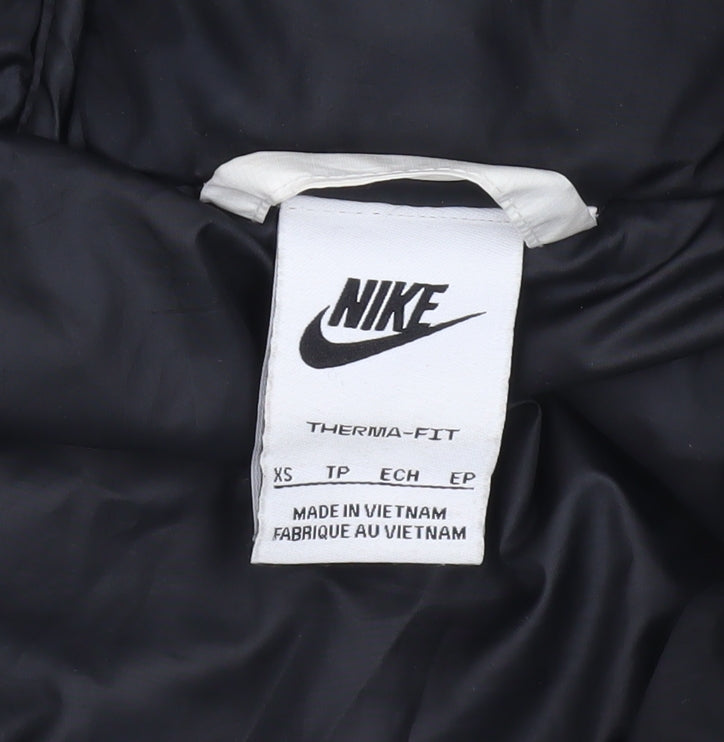 NIKE
THERMA-FIT
XS TP ECH EP
MADE IN VIETNAM
FABRIQUE AU VIETNAM